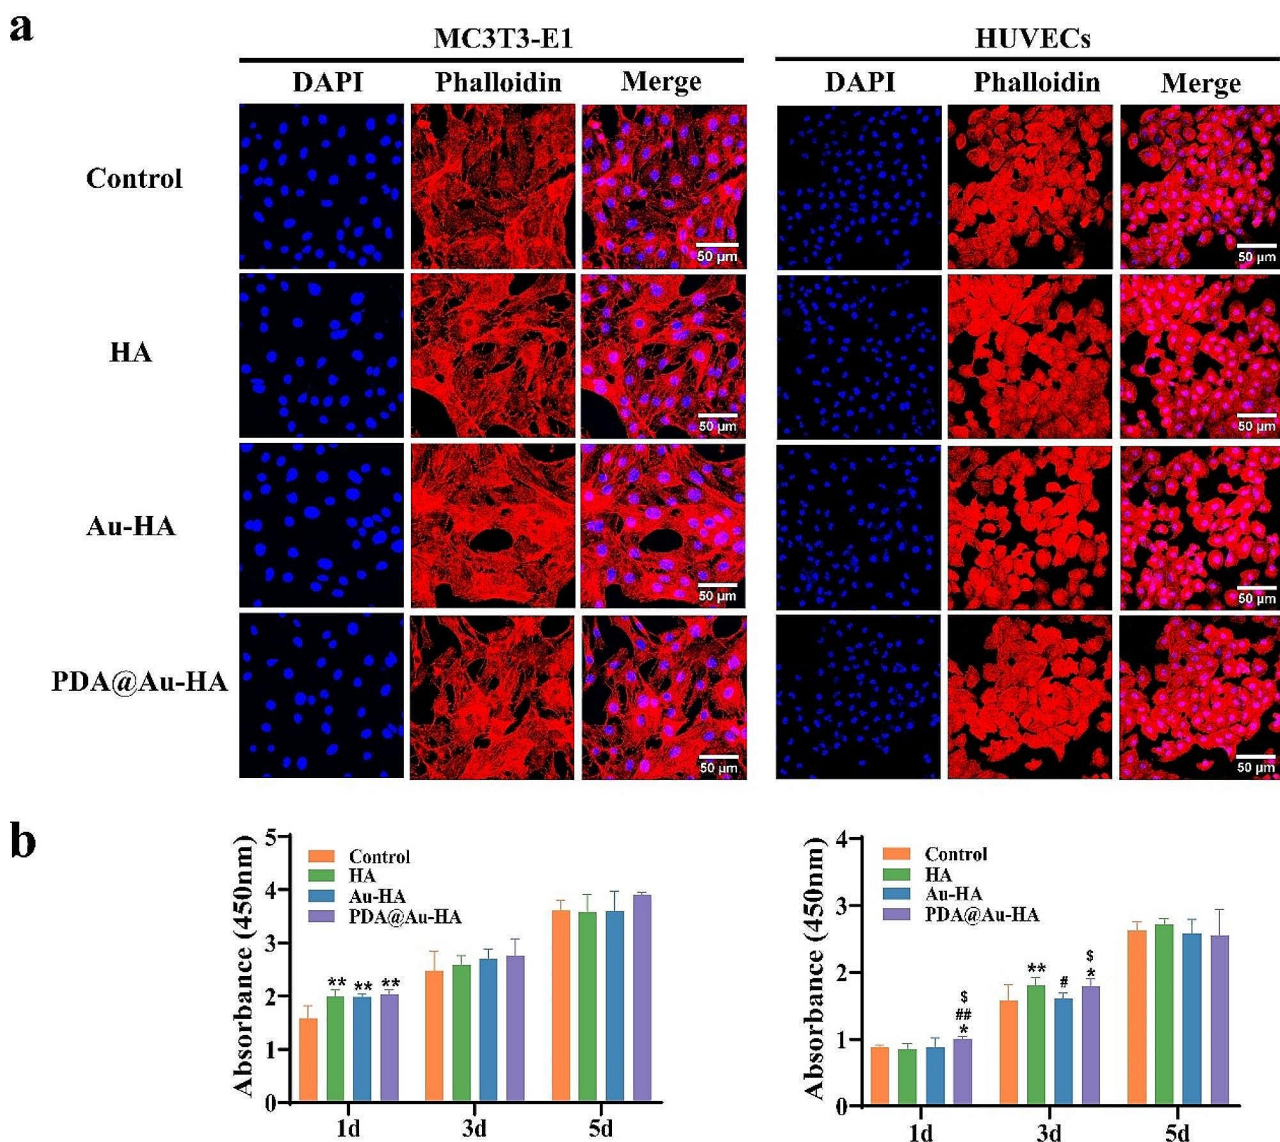 a
MC3T3-E1
HUVECs
DAPI Phalloidin Merge
DAPI Phalloidin Merge
Control
50 µm
50 µm
HA
50 µm
50 µm
Au-HA
50 µm
50 µm
PDA@Au-HA
50 µm
50 µm
b
Absorbance (450nm)
5
4
3
2
1
0
Control
HA
Au-HA
PDA@Au-HA
** ** **
1d 3d 5d
Absorbance (450nm)
4
3
2
1
0
Control
HA
Au-HA
PDA@Au-HA
$
##
*
**
#
$
*
1d 3d 5d